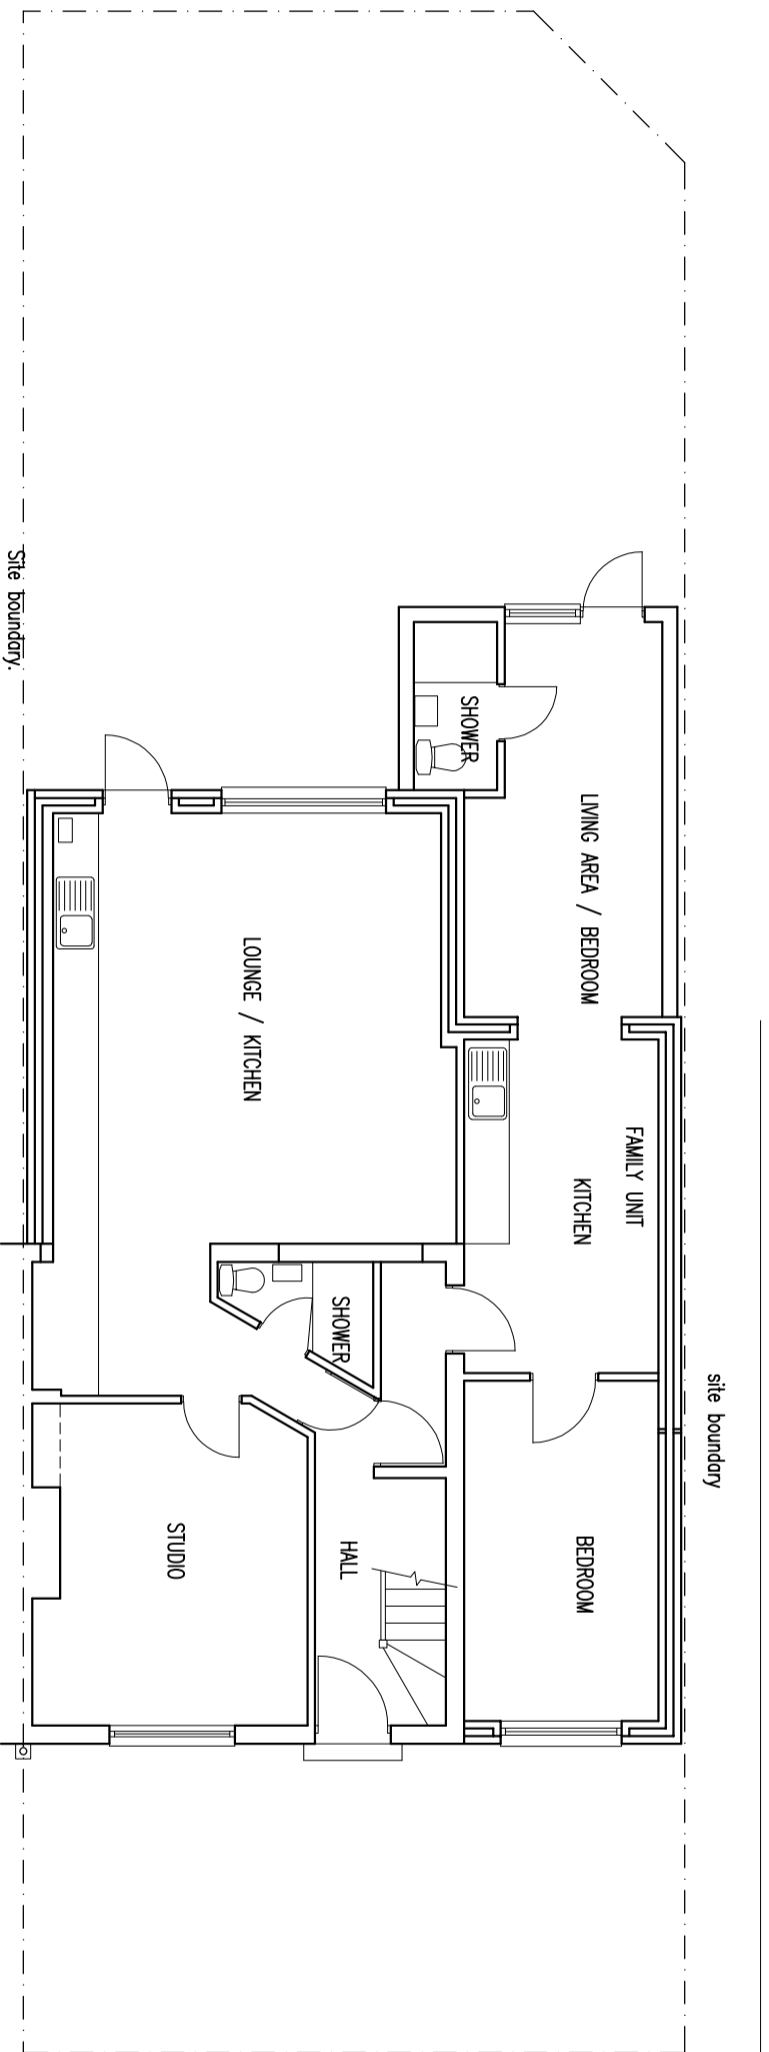 site boundary
FAMILY UNIT
LIVING AREA / BEDROOM
KITCHEN
BEDROOM
SHOWER
SHOWER
HALL
LOUNGE / KITCHEN
STUDIO
Site boundary.